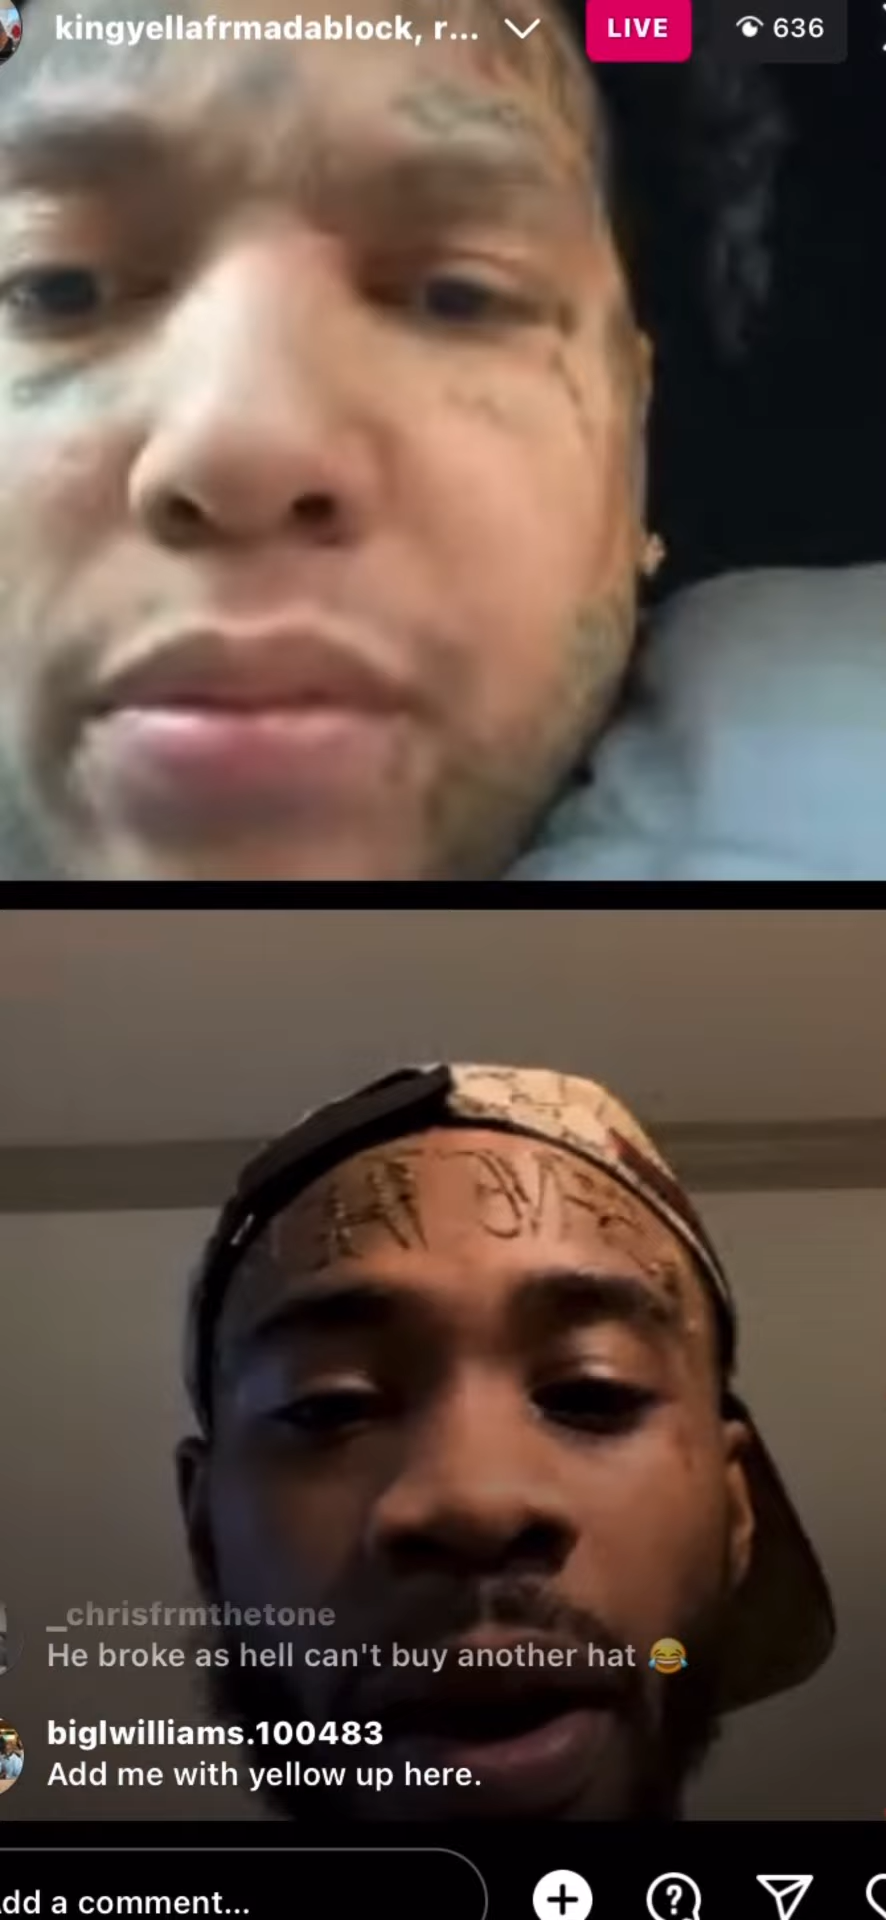 kingyellafrmadablock, r...
LIVE
636
_chrisfrmthetone
He broke as hell can't buy another hat 😂
biglwilliams.100483
Add me with yellow up here.
dd a comment...